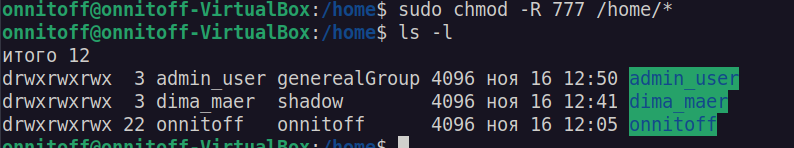 onnitoff@onnitoff-VirtualBox:/home$ sudo chmod -R 777 /home/*
onnitoff@onnitoff-VirtualBox:/home$ ls -l
итого 12
drwxrwxrwx  3 admin_user generealGroup 4096 ноя 16 12:50 admin_user
drwxrwxrwx  3 dima_maer  shadow        4096 ноя 16 12:41 dima_maer
drwxrwxrwx 22 onnitoff   onnitoff      4096 ноя 16 12:05 onnitoff
onnitoff@onnitoff-VirtualBox:/home$